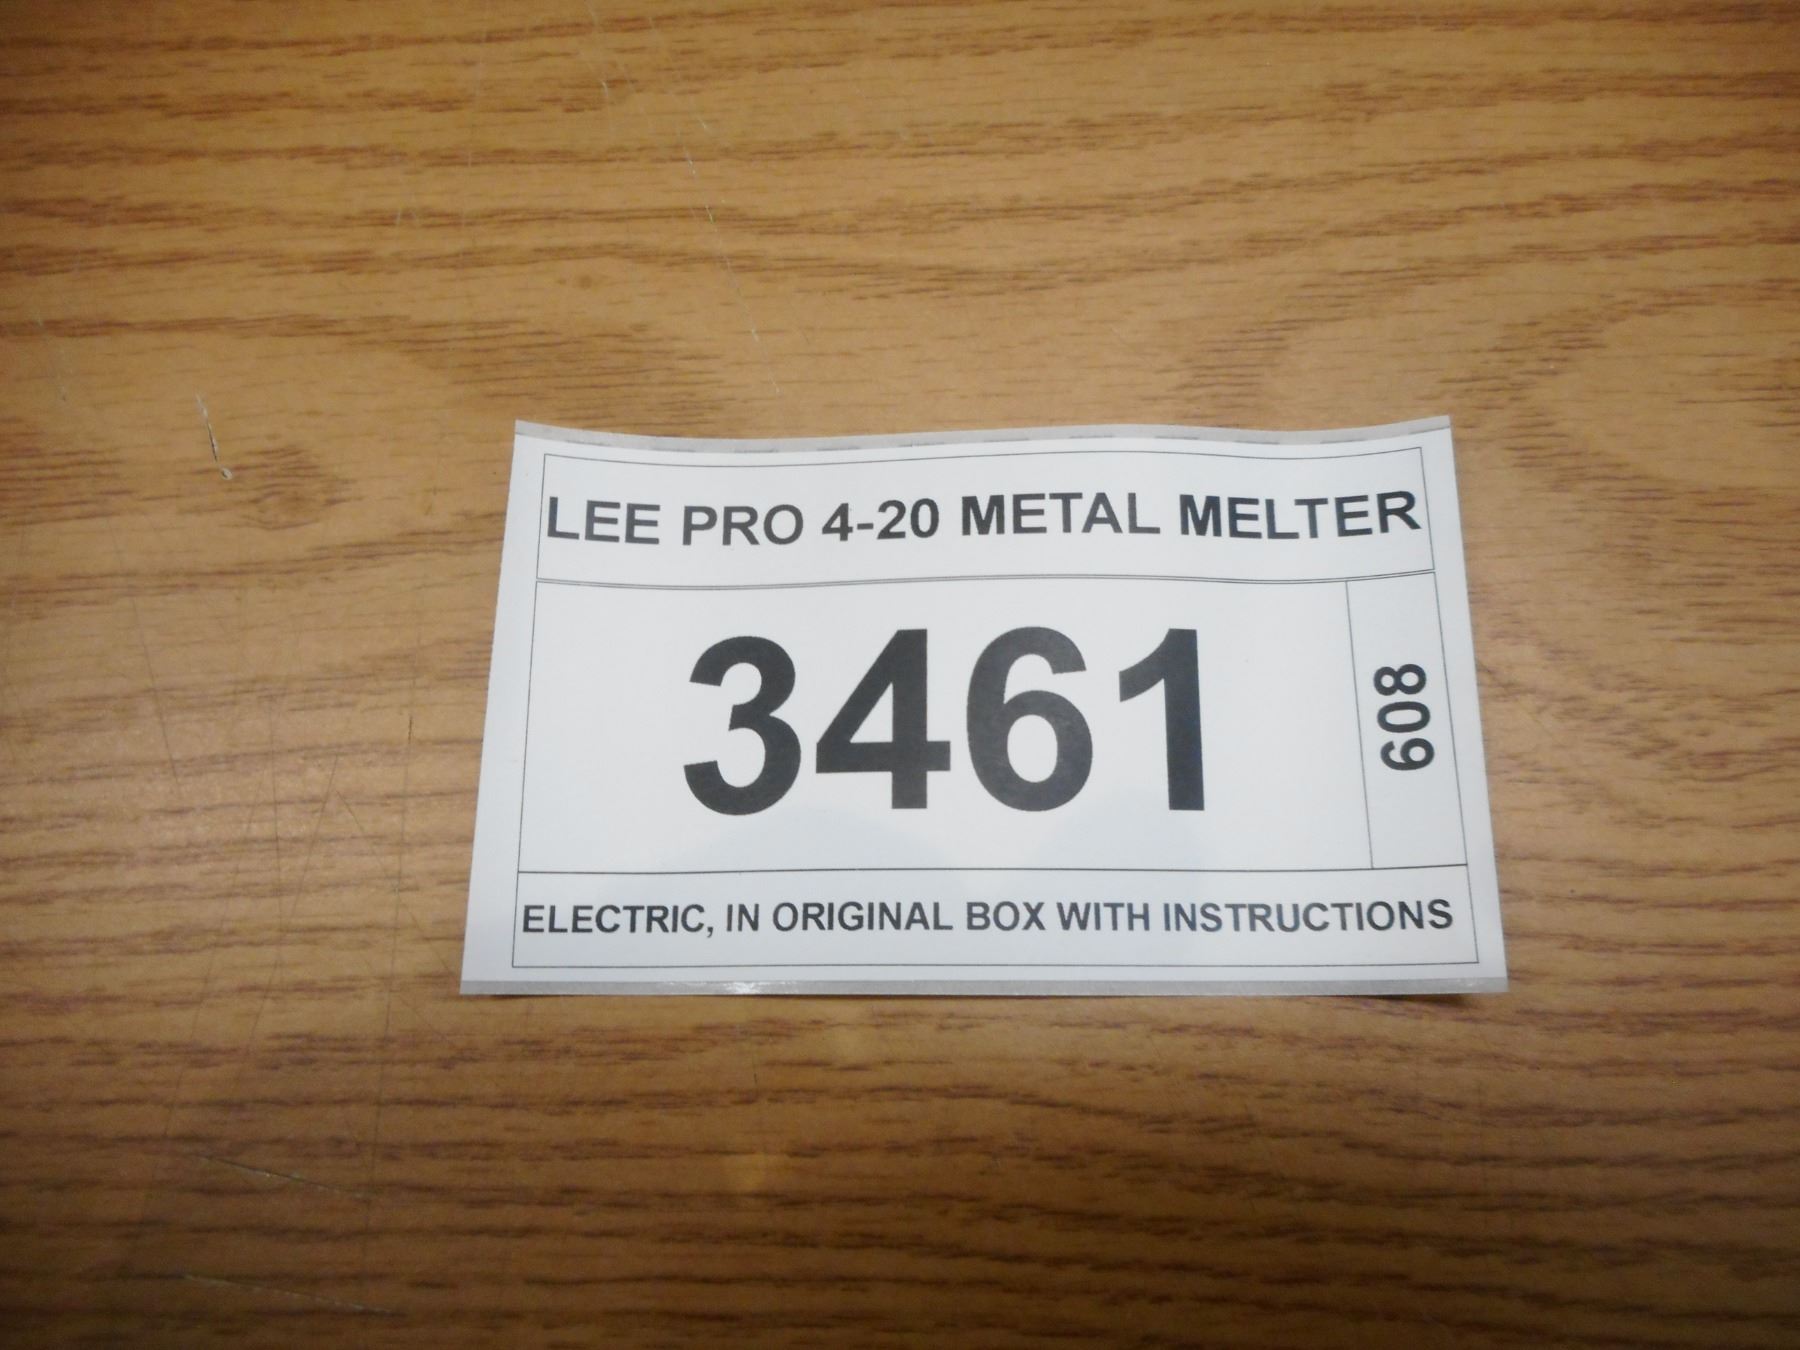 LEE PRO 4-20 METAL MELTER
3461
608
ELECTRIC, IN ORIGINAL BOX WITH INSTRUCTIONS